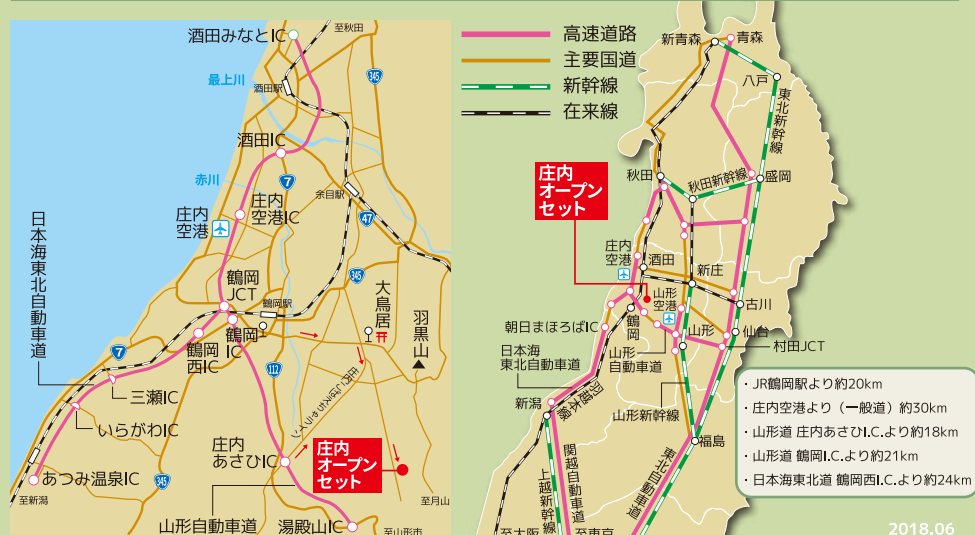 至秋田
酒田みなとIC
345
最上川
酒田駅
酒田IC
赤川
7
余目駅
庄内
空港
庄内
空港IC
47
日本海東北自動車道
鶴岡
JCT
鶴岡駅
345
大鳥居
羽黒山
鶴岡
IC
鶴岡
西IC
7
112
三瀬IC
いらがわIC
庄内
あさひIC
庄内
オープン
セット
あつみ温泉IC
345
至新潟
至月山
山形自動車道
湯殿山IC
至山形市
高速道路
主要国道
新幹線
在来線
新青森
青森
八戸
東北新幹線
秋田
秋田新幹線
盛岡
庄内
オープン
セット
庄内
空港
酒田
新庄
山形
空港
古川
鶴岡
朝日まほろばIC
山形
仙台
村田JCT
日本海
東北自動車道
山形
自動車道
羽越本線
新潟
山形新幹線
福島
関越自動車道
上越新幹線
東北自動車道
至大阪
至東京
・JR鶴岡駅より約20km
・庄内空港より（一般道）約30km
・山形道 庄内あさひI.C.より約18km
・山形道 鶴岡I.C.より約21km
・日本海東北道 鶴岡西I.C.より約24km
2018.06